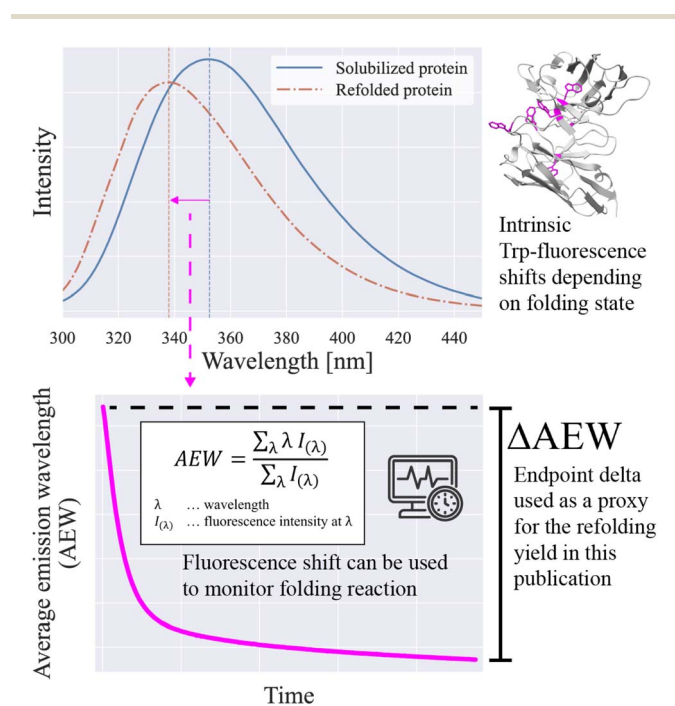 Solubilized protein
Refolded protein
Intensity
300 320 340 360 380 400 420 440
Wavelength [nm]
Intrinsic
Trp-fluorescence
shifts depending
on folding state
Average emission wavelength
(AEW)
AEW = ∑λ λ I(λ) / ∑λ I(λ)
λ ... wavelength
I(λ) ... fluorescence intensity at λ
Fluorescence shift can be used
to monitor folding reaction
Time
ΔAEW
Endpoint delta
used as a proxy
for the refolding
yield in this
publication